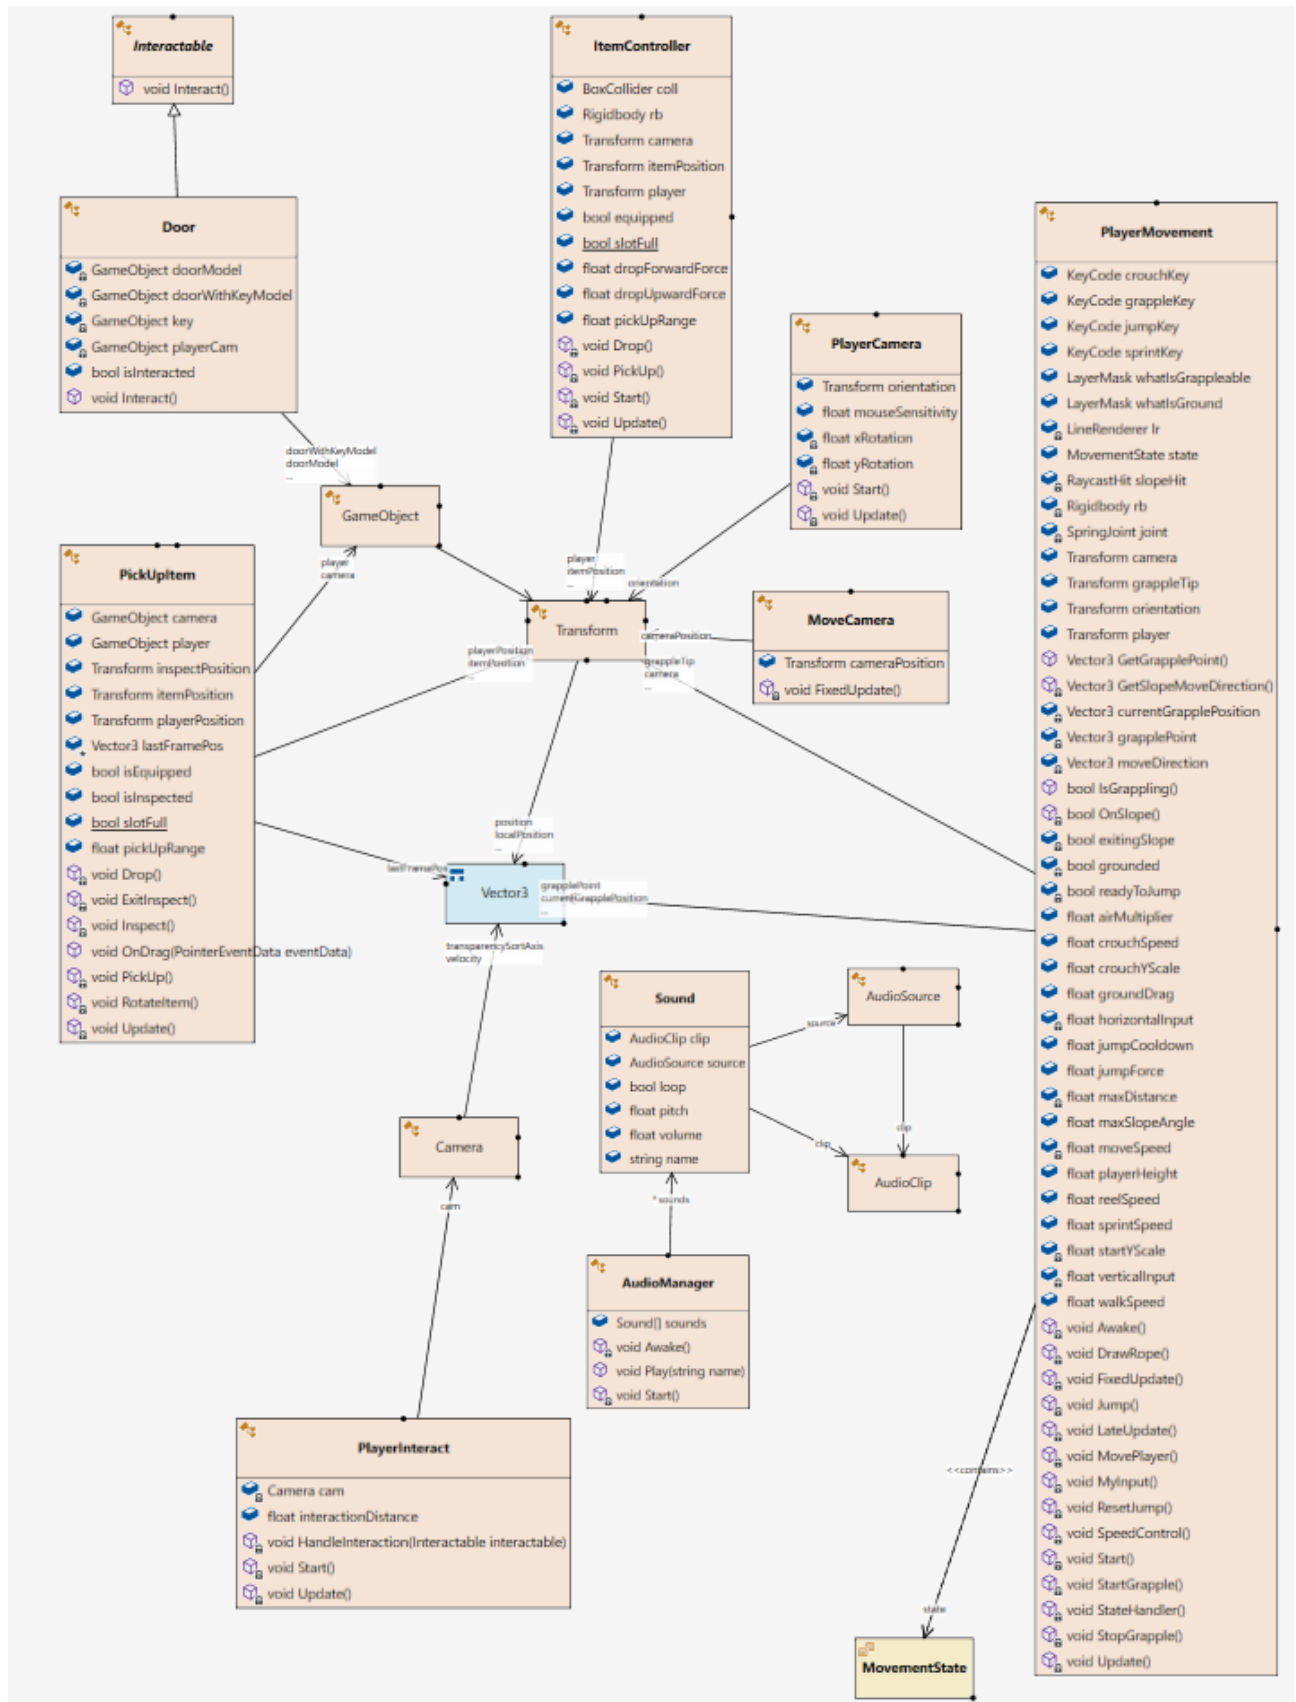 Interactable
void Interact()
ItemController
BoxCollider coll
Rigidbody rb
Transform camera
Transform itemPosition
Transform player
bool equipped
bool slotFull
float dropForwardForce
float dropUpwardForce
float pickUpRange
void Drop()
void PickUp()
void Start()
void Update()
Door
GameObject doorModel
GameObject doorWithKeyModel
GameObject key
GameObject playerCam
bool isInteracted
void Interact()
doorWithKeyModel
doorModel
...
GameObject
PlayerCamera
Transform orientation
float mouseSensitivity
float xRotation
float yRotation
void Start()
void Update()
player
camera
player
itemPosition
...
orientation
Transform
cameraPosition
MoveCamera
Transform cameraPosition
void FixedUpdate()
playerPosition
itemPosition
...
grappleTip
camera
...
PickUpItem
GameObject camera
GameObject player
Transform inspectPosition
Transform itemPosition
Transform playerPosition
Vector3 lastFramePos
bool isEquipped
bool isInspected
bool slotFull
float pickUpRange
void Drop()
void ExitInspect()
void Inspect()
void OnDrag(PointerEventData eventData)
void PickUp()
void RotateItem()
void Update()
position
localPosition
...
lastFramePos
Vector3
grapplePoint
currentGrapplePosition
...
transparencySortAxis
velocity
Camera
cam
Sound
AudioClip clip
AudioSource source
bool loop
float pitch
float volume
string name
source
AudioSource
clip
clip
AudioClip
* sounds
AudioManager
Sound[] sounds
void Awake()
void Play(string name)
void Start()
PlayerInteract
Camera cam
float interactionDistance
void HandleInteraction(Interactable interactable)
void Start()
void Update()
PlayerMovement
KeyCode crouchKey
KeyCode grappleKey
KeyCode jumpKey
KeyCode sprintKey
LayerMask whatIsGrappleable
LayerMask whatIsGround
LineRenderer lr
MovementState state
RaycastHit slopeHit
Rigidbody rb
SpringJoint joint
Transform camera
Transform grappleTip
Transform orientation
Transform player
Vector3 GetGrapplePoint()
Vector3 GetSlopeMoveDirection()
Vector3 currentGrapplePosition
Vector3 grapplePoint
Vector3 moveDirection
bool IsGrappling()
bool OnSlope()
bool exitingSlope
bool grounded
bool readyToJump
float airMultiplier
float crouchSpeed
float crouchYScale
float groundDrag
float horizontalInput
float jumpCooldown
float jumpForce
float maxDistance
float maxSlopeAngle
float moveSpeed
float playerHeight
float reelSpeed
float sprintSpeed
float startYScale
float verticalInput
float walkSpeed
void Awake()
void DrawRope()
void FixedUpdate()
void Jump()
void LateUpdate()
void MovePlayer()
void MyInput()
void ResetJump()
void SpeedControl()
void Start()
void StartGrapple()
void StateHandler()
void StopGrapple()
void Update()
<<contains>>
state
MovementState